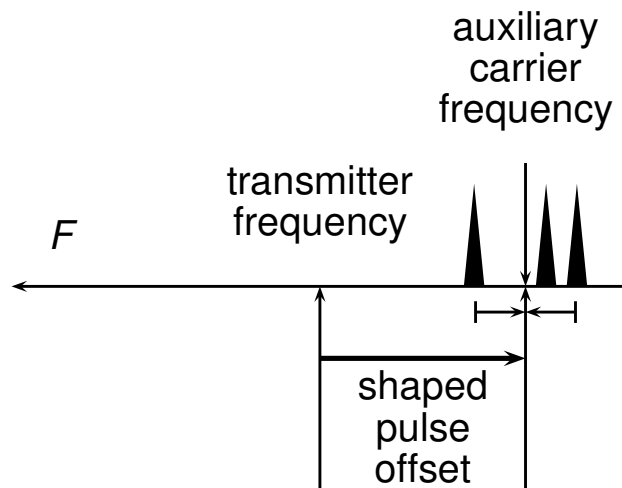 auxiliary
carrier
frequency
transmitter
frequency
F
shaped
pulse
offset